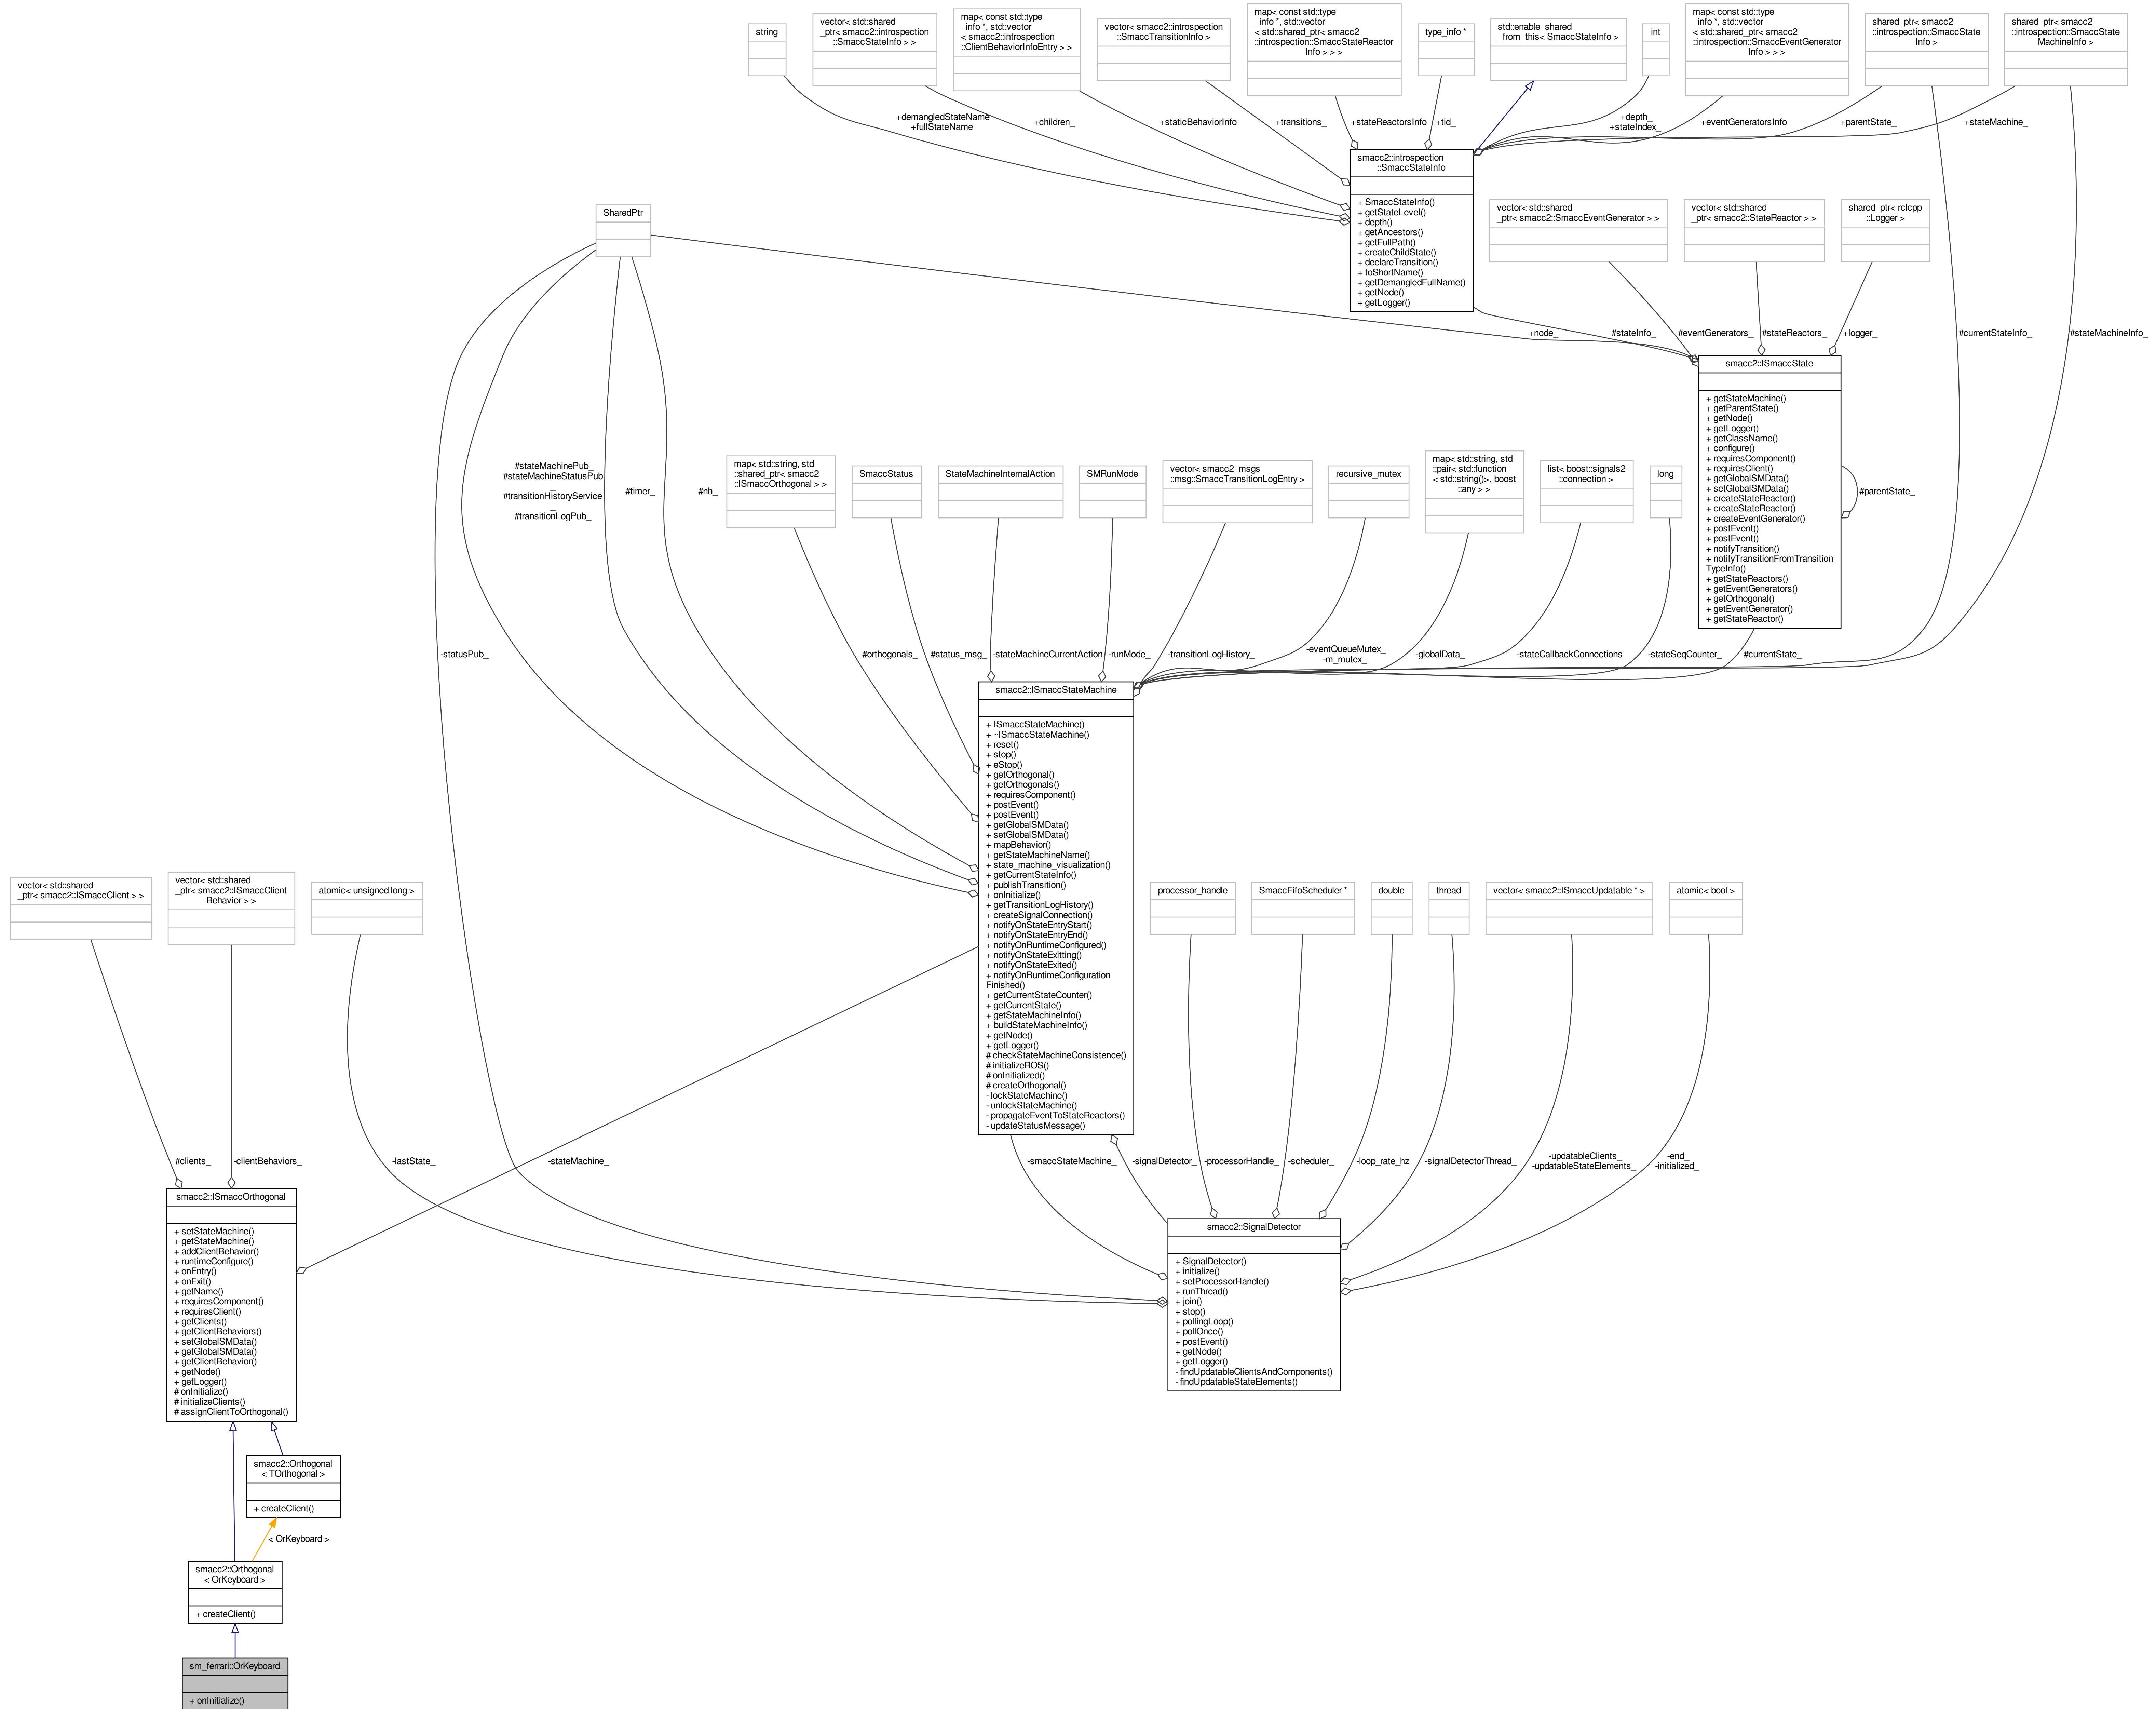 string
vector< std::shared
_ptr< smacc2::introspection
::SmaccStateInfo > >
map< const std::type
_info *, std::vector
< smacc2::introspection
::ClientBehaviorInfoEntry > >
vector< smacc2::introspection
::SmaccTransitionInfo >
map< const std::type
_info *, std::vector
< std::shared_ptr< smacc2
::introspection::SmaccStateReactor
Info > > >
type_info *
std::enable_shared
_from_this< SmaccStateInfo >
int
map< const std::type
_info *, std::vector
< std::shared_ptr< smacc2
::introspection::SmaccEventGenerator
Info > > >
shared_ptr< smacc2
::introspection::SmaccState
Info >
shared_ptr< smacc2
::introspection::SmaccState
MachineInfo >
+demangledStateName
+fullStateName
+children_
+staticBehaviorInfo
+transitions_
+stateReactorsInfo
+tid_
+depth_
+stateIndex_
+eventGeneratorsInfo
+parentState_
+stateMachine_
smacc2::introspection
::SmaccStateInfo
+ SmaccStateInfo()
+ getStateLevel()
+ depth()
+ getAncestors()
+ getFullPath()
+ createChildState()
+ declareTransition()
+ toShortName()
+ getDemangledFullName()
+ getNode()
+ getLogger()
SharedPtr
vector< std::shared
_ptr< smacc2::SmaccEventGenerator > >
vector< std::shared
_ptr< smacc2::StateReactor > >
shared_ptr< rclcpp
::Logger >
+node_
#stateInfo_
#eventGenerators_
#stateReactors_
+logger_
#currentStateInfo_
#stateMachineInfo_
smacc2::ISmaccState
+ getStateMachine()
+ getParentState()
+ getNode()
+ getLogger()
+ getClassName()
+ configure()
+ requiresComponent()
+ requiresClient()
+ getGlobalSMData()
+ setGlobalSMData()
+ createStateReactor()
+ createStateReactor()
+ createEventGenerator()
+ postEvent()
+ postEvent()
+ notifyTransition()
+ notifyTransitionFromTransition
TypeInfo()
+ getStateReactors()
+ getEventGenerators()
+ getOrthogonal()
+ getEventGenerator()
+ getStateReactor()
#parentState_
#stateMachinePub_
#stateMachineStatusPub
_
#transitionHistoryService
_
#transitionLogPub_
#timer_
#nh_
map< std::string, std
::shared_ptr< smacc2
::ISmaccOrthogonal > >
SmaccStatus
StateMachineInternalAction
SMRunMode
vector< smacc2_msgs
::msg::SmaccTransitionLogEntry >
recursive_mutex
map< std::string, std
::pair< std::function
< std::string()>, boost
::any > >
list< boost::signals2
::connection >
long
-statusPub_
#orthogonals_
#status_msg_
-stateMachineCurrentAction
-runMode_
-transitionLogHistory_
-eventQueueMutex_
-m_mutex_
-globalData_
-stateCallbackConnections
-stateSeqCounter_
#currentState_
smacc2::ISmaccStateMachine
+ ISmaccStateMachine()
+ ~ISmaccStateMachine()
+ reset()
+ stop()
+ eStop()
+ getOrthogonal()
+ getOrthogonals()
+ requiresComponent()
+ postEvent()
+ postEvent()
+ getGlobalSMData()
+ setGlobalSMData()
+ mapBehavior()
+ getStateMachineName()
+ state_machine_visualization()
+ getCurrentStateInfo()
+ publishTransition()
+ onInitialize()
+ getTransitionLogHistory()
+ createSignalConnection()
+ notifyOnStateEntryStart()
+ notifyOnStateEntryEnd()
+ notifyOnRuntimeConfigured()
+ notifyOnStateExitting()
+ notifyOnStateExited()
+ notifyOnRuntimeConfiguration
Finished()
+ getCurrentStateCounter()
+ getCurrentState()
+ getStateMachineInfo()
+ buildStateMachineInfo()
+ getNode()
+ getLogger()
# checkStateMachineConsistence()
# initializeROS()
# onInitialized()
# createOrthogonal()
- lockStateMachine()
- unlockStateMachine()
- propagateEventToStateReactors()
- updateStatusMessage()
vector< std::shared
_ptr< smacc2::ISmaccClient > >
vector< std::shared
_ptr< smacc2::ISmaccClient
Behavior > >
atomic< unsigned long >
processor_handle
SmaccFifoScheduler *
double
thread
vector< smacc2::ISmaccUpdatable * >
atomic< bool >
#clients_
-clientBehaviors_
-lastState_
-stateMachine_
-smaccStateMachine_
-signalDetector_
-processorHandle_
-scheduler_
-loop_rate_hz
-signalDetectorThread_
-updatableClients_
-updatableStateElements_
-end_
-initialized_
smacc2::ISmaccOrthogonal
+ setStateMachine()
+ getStateMachine()
+ addClientBehavior()
+ runtimeConfigure()
+ onEntry()
+ onExit()
+ getName()
+ requiresComponent()
+ requiresClient()
+ getClients()
+ getClientBehaviors()
+ setGlobalSMData()
+ getGlobalSMData()
+ getClientBehavior()
+ getNode()
+ getLogger()
# onInitialize()
# initializeClients()
# assignClientToOrthogonal()
smacc2::SignalDetector
+ SignalDetector()
+ initialize()
+ setProcessorHandle()
+ runThread()
+ join()
+ stop()
+ pollingLoop()
+ pollOnce()
+ postEvent()
+ getNode()
+ getLogger()
- findUpdatableClientsAndComponents()
- findUpdatableStateElements()
smacc2::Orthogonal
< TOrthogonal >
+ createClient()
< OrKeyboard >
smacc2::Orthogonal
< OrKeyboard >
+ createClient()
sm_ferrari::OrKeyboard
+ onInitialize()